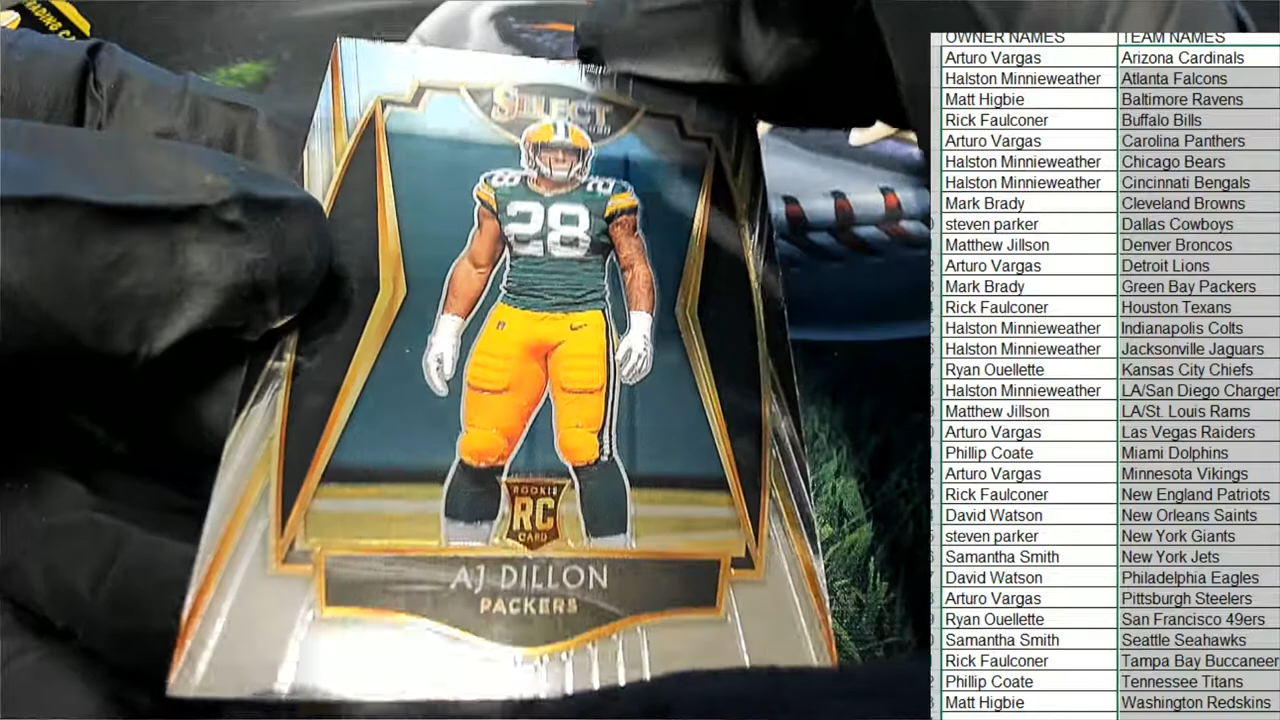 SELECT
28
28
28
ROOKIE
RC
CARD
AJ DILLON
PACKERS
OWNER NAMES TEAM NAMES
Arturo Vargas Arizona Cardinals
Halston Minnieweather Atlanta Falcons
Matt Higbie Baltimore Ravens
Rick Faulconer Buffalo Bills
Arturo Vargas Carolina Panthers
Halston Minnieweather Chicago Bears
Halston Minnieweather Cincinnati Bengals
Mark Brady Cleveland Browns
steven parker Dallas Cowboys
Matthew Jillson Denver Broncos
Arturo Vargas Detroit Lions
Mark Brady Green Bay Packers
Rick Faulconer Houston Texans
Halston Minnieweather Indianapolis Colts
Halston Minnieweather Jacksonville Jaguars
Ryan Ouellette Kansas City Chiefs
Halston Minnieweather LA/San Diego Charger
Matthew Jillson LA/St. Louis Rams
Arturo Vargas Las Vegas Raiders
Phillip Coate Miami Dolphins
Arturo Vargas Minnesota Vikings
Rick Faulconer New England Patriots
David Watson New Orleans Saints
steven parker New York Giants
Samantha Smith New York Jets
David Watson Philadelphia Eagles
Arturo Vargas Pittsburgh Steelers
Ryan Ouellette San Francisco 49ers
Samantha Smith Seattle Seahawks
Rick Faulconer Tampa Bay Buccaneer
Phillip Coate Tennessee Titans
Matt Higbie Washington Redskins